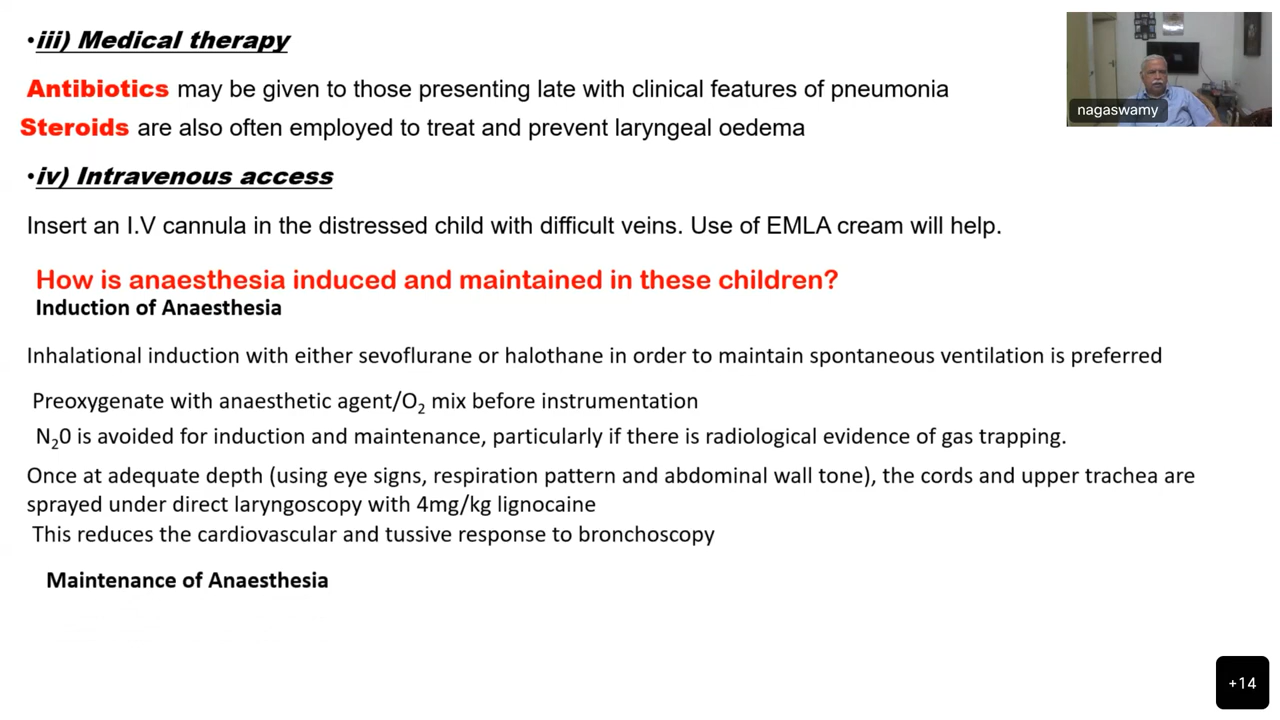 •iii) Medical therapy
nagaswamy
Antibiotics may be given to those presenting late with clinical features of pneumonia
Steroids are also often employed to treat and prevent laryngeal oedema
•iv) Intravenous access
Insert an I.V cannula in the distressed child with difficult veins. Use of EMLA cream will help.
How is anaesthesia induced and maintained in these children?
Induction of Anaesthesia
Inhalational induction with either sevoflurane or halothane in order to maintain spontaneous ventilation is preferred
Preoxygenate with anaesthetic agent/O₂ mix before instrumentation
N₂0 is avoided for induction and maintenance, particularly if there is radiological evidence of gas trapping.
Once at adequate depth (using eye signs, respiration pattern and abdominal wall tone), the cords and upper trachea are
sprayed under direct laryngoscopy with 4mg/kg lignocaine
This reduces the cardiovascular and tussive response to bronchoscopy
Maintenance of Anaesthesia
+14